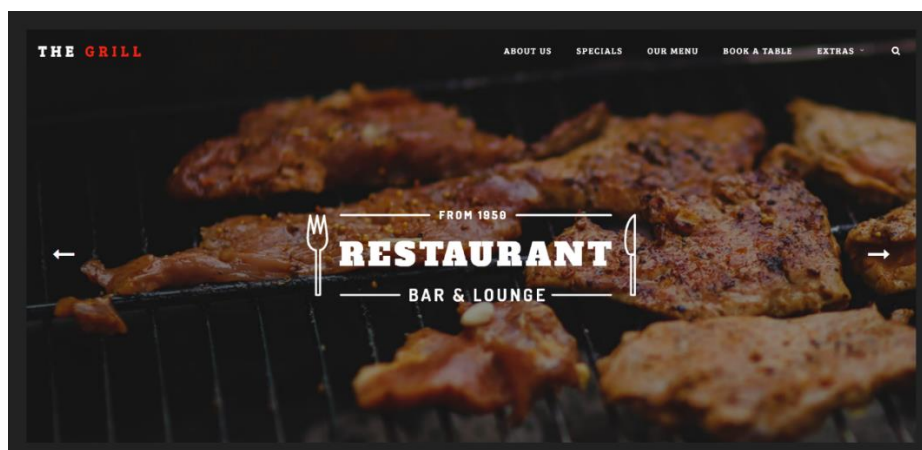 THE GRILL
ABOUT US SPECIALS OUR MENU BOOK A TABLE EXTRAS
FROM 1950
RESTAURANT
BAR & LOUNGE